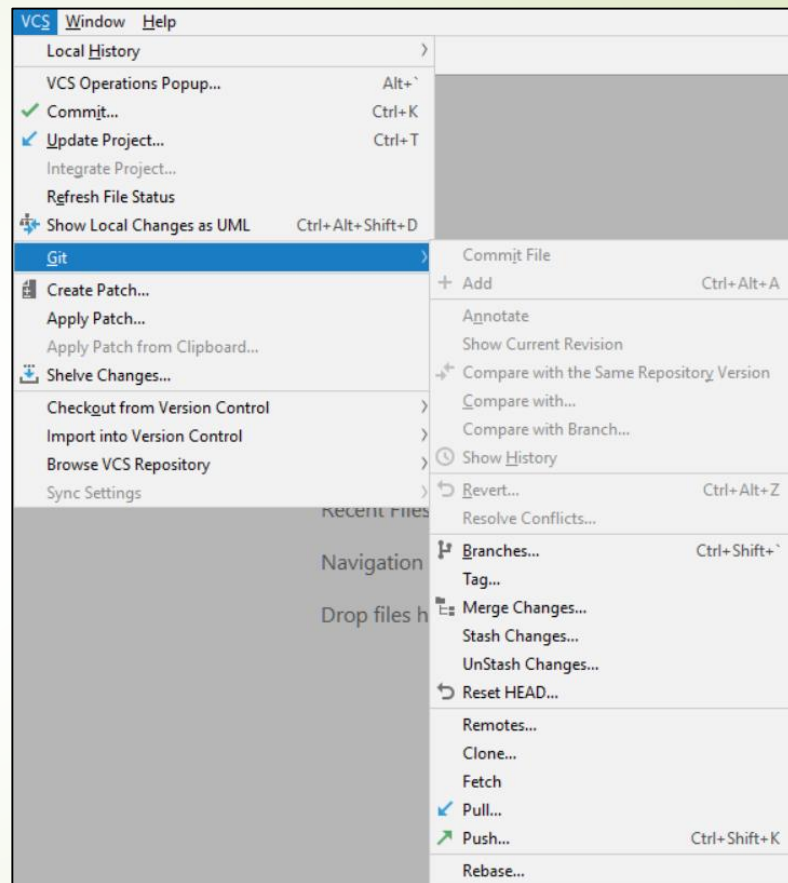 VCS Window Help
Local History
VCS Operations Popup... Alt+`
Commit... Ctrl+K
Update Project... Ctrl+T
Integrate Project...
Refresh File Status
Show Local Changes as UML Ctrl+Alt+Shift+D
Git
Create Patch...
Apply Patch...
Apply Patch from Clipboard...
Shelve Changes...
Checkout from Version Control
Import into Version Control
Browse VCS Repository
Sync Settings
Recent Files
Navigation
Drop files h
Commit File
Add Ctrl+Alt+A
Annotate
Show Current Revision
Compare with the Same Repository Version
Compare with...
Compare with Branch...
Show History
Revert... Ctrl+Alt+Z
Resolve Conflicts...
Branches... Ctrl+Shift+`
Tag...
Merge Changes...
Stash Changes...
UnStash Changes...
Reset HEAD...
Remotes...
Clone...
Fetch
Pull...
Push... Ctrl+Shift+K
Rebase...